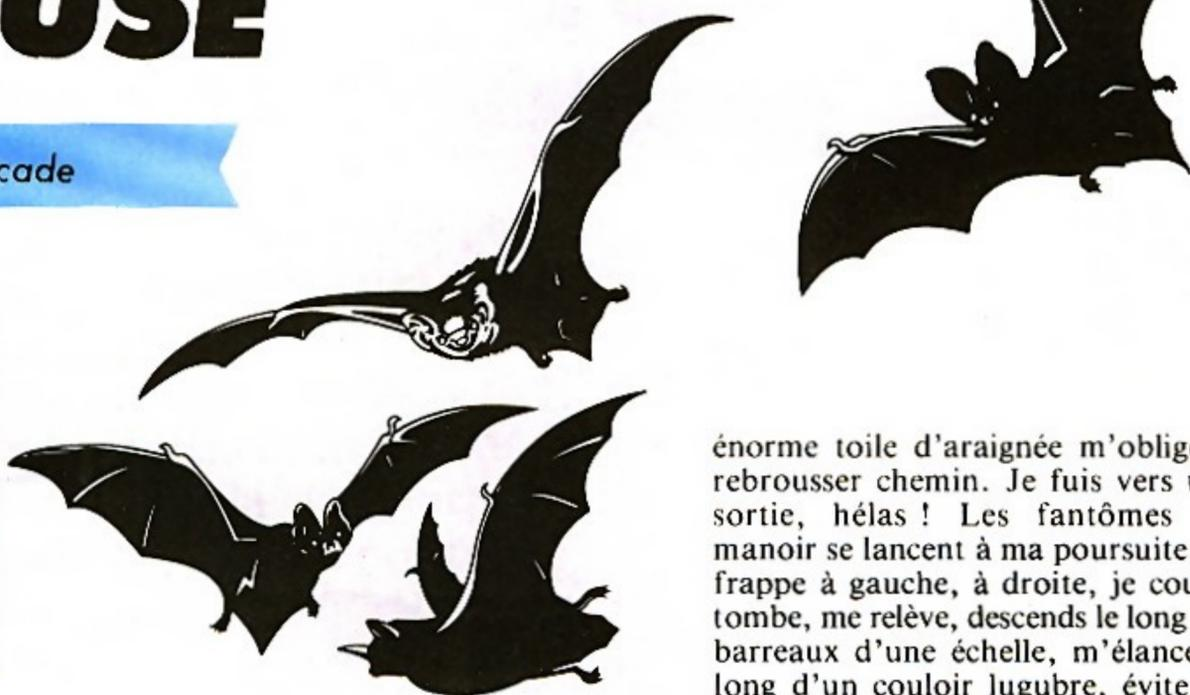 USE
cade
énorme toile d'araignée m'oblig
rebrousser chemin. Je fuis vers
sortie, hélas ! Les fantômes
manoir se lancent à ma poursuite
frappe à gauche, à droite, je cou
tombe, me relève, descends le long
barreaux d'une échelle, m'élance
long d'un couloir lugubre, évite